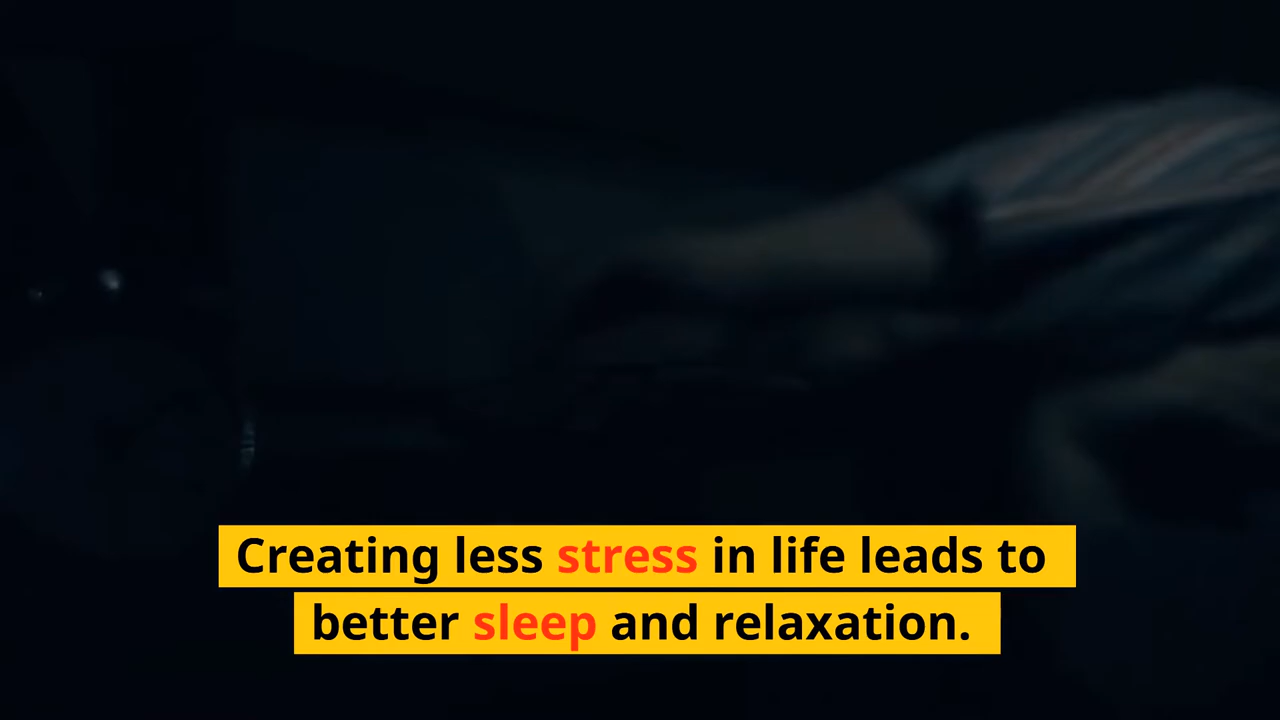 Creating less stress in life leads to
better sleep and relaxation.